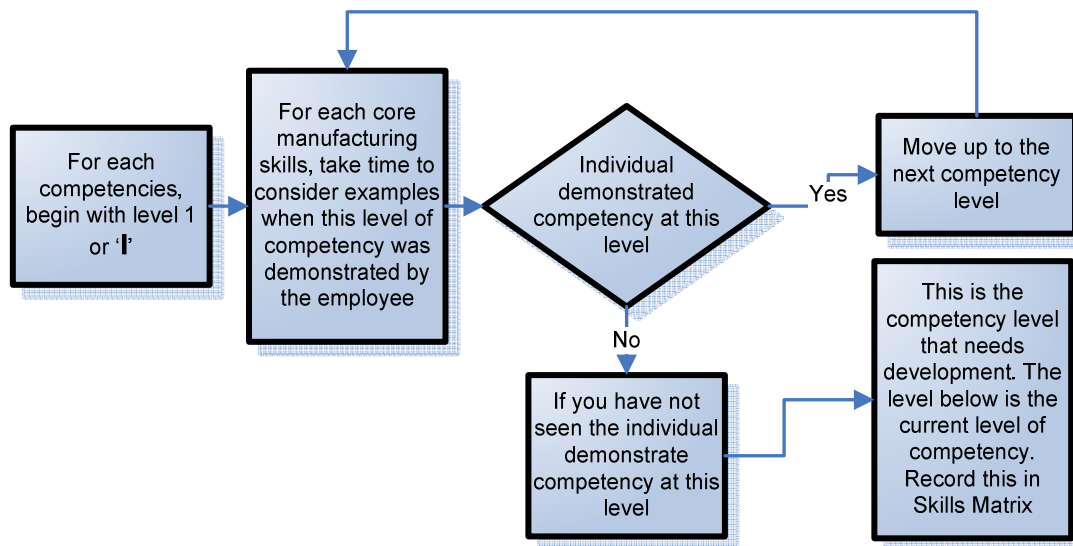 For each
competencies,
begin with level 1
or ‘I’
For each core
manufacturing
skills, take time to
consider examples
when this level of
competency was
demonstrated by
the employee
Individual
demonstrated
competency at this
level
Yes
Move up to the
next competency
level
No
If you have not
seen the individual
demonstrate
competency at this
level
This is the
competency level
that needs
development. The
level below is the
current level of
competency.
Record this in
Skills Matrix